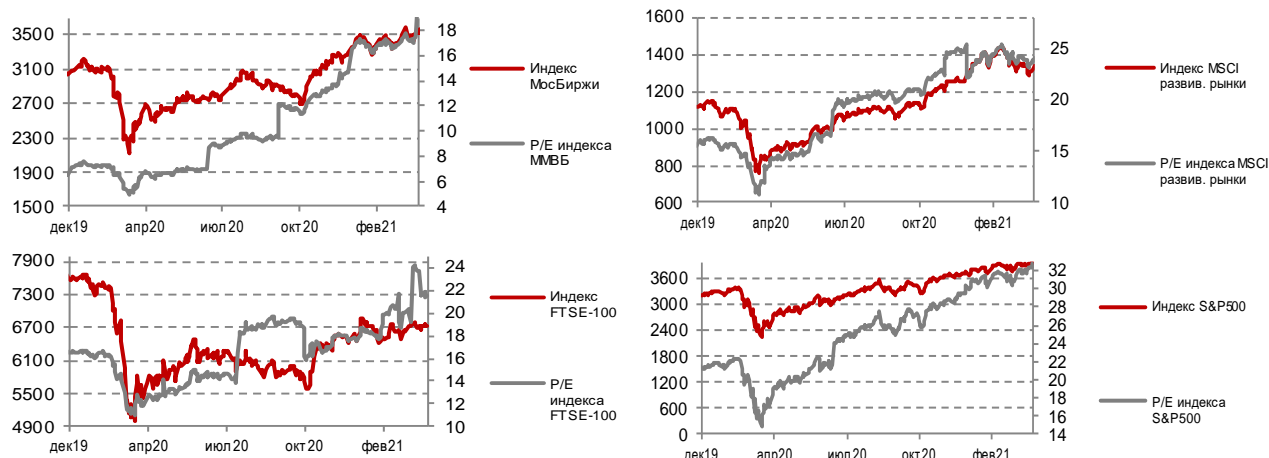 3500
3100
2700
2300
1900
1500
18
16
14
12
10
8
6
4
дек19
апр20
июл20
окт20
фев21
Индекс
МосБиржи
P/E индекса
ММВБ
1600
1400
1200
1000
800
600
25
20
15
10
дек19
апр20
июл20
окт20
фев21
Индекс MSCI
развив. рынки
P/E индекса MSCI
развив. рынки
7900
7300
6700
6100
5500
4900
24
22
20
18
16
14
12
10
дек19
апр20
июл20
окт20
фев21
Индекс
FTSE-100
P/E
индекса
FTSE-100
3600
3000
2400
1800
1200
600
0
32
30
28
26
24
22
20
18
16
14
дек19
апр20
июл20
окт20
фев21
Индекс S&P500
P/E индекса
S&P500